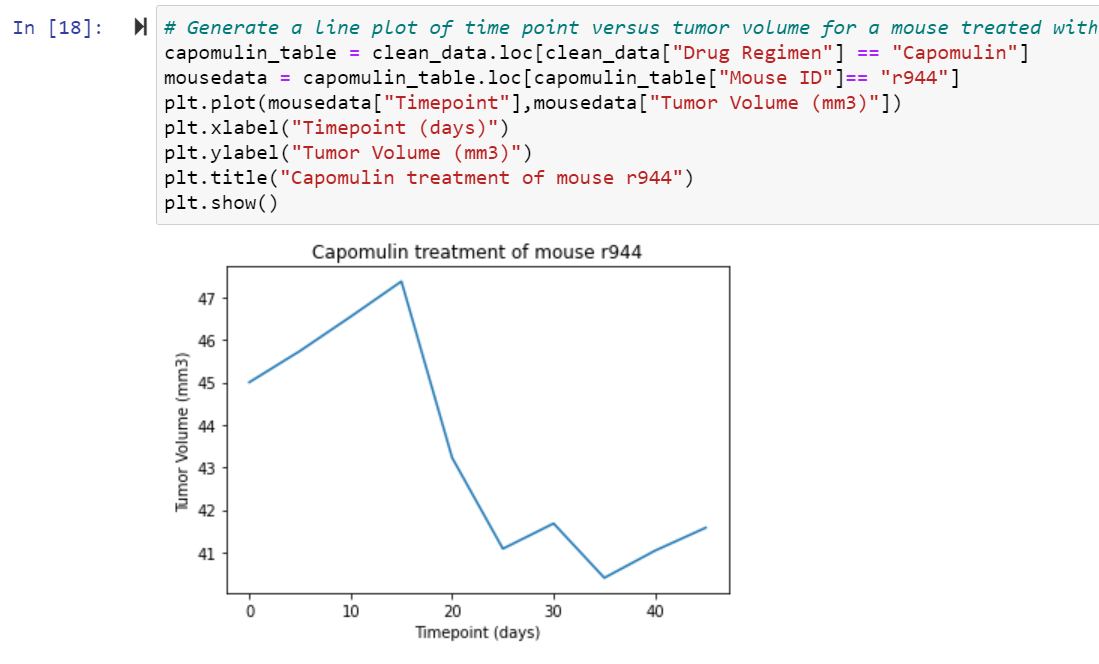 In [18]:
# Generate a line plot of time point versus tumor volume for a mouse treated with
capomulin_table = clean_data.loc[clean_data["Drug Regimen"] == "Capomulin"]
mousedata = capomulin_table.loc[capomulin_table["Mouse ID"]== "r944"]
plt.plot(mousedata["Timepoint"],mousedata["Tumor Volume (mm3)"])
plt.xlabel("Timepoint (days)")
plt.ylabel("Tumor Volume (mm3)")
plt.title("Capomulin treatment of mouse r944")
plt.show()
Capomulin treatment of mouse r944
Tumor Volume (mm3)
47
46
45
44
43
42
41
0 10 20 30 40
Timepoint (days)